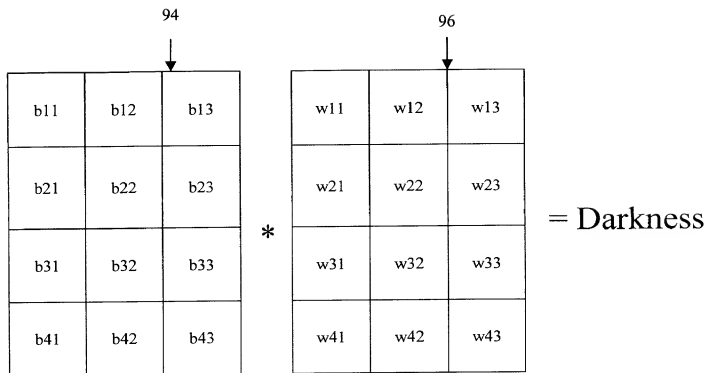 94 96
b11 b12 b13 w11 w12 w13
b21 b22 b23 w21 w22 w23
* = Darkness
b31 b32 b33 w31 w32 w33
b41 b42 b43 w41 w42 w43